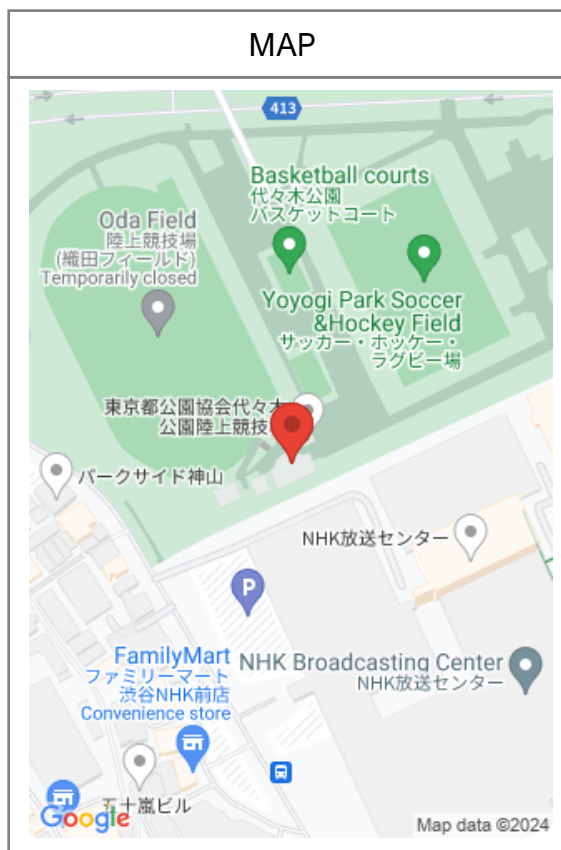 MAP
413
Basketball courts
代々木公園
バスケットコート
Oda Field
陸上競技場
(織田フィールド)
Temporarily closed
Yoyogi Park Soccer
&Hockey Field
サッカー・ホッケー・
ラグビー場
東京都公園協会代々木
公園陸上競技
パークサイド神山
NHK放送センター
P
FamilyMart
ファミリーマート
渋谷NHK前店
Convenience store
NHK Broadcasting Center
NHK放送センター
五十嵐ビル
Google
Map data ©2024